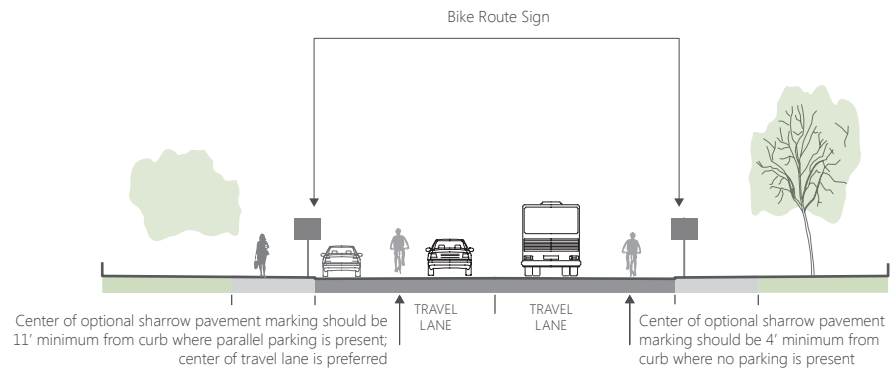 Bike Route Sign
TRAVEL
LANE
TRAVEL
LANE
Center of optional sharrow pavement marking should be
11’ minimum from curb where parallel parking is present;
center of travel lane is preferred
Center of optional sharrow pavement
marking should be 4’ minimum from
curb where no parking is present